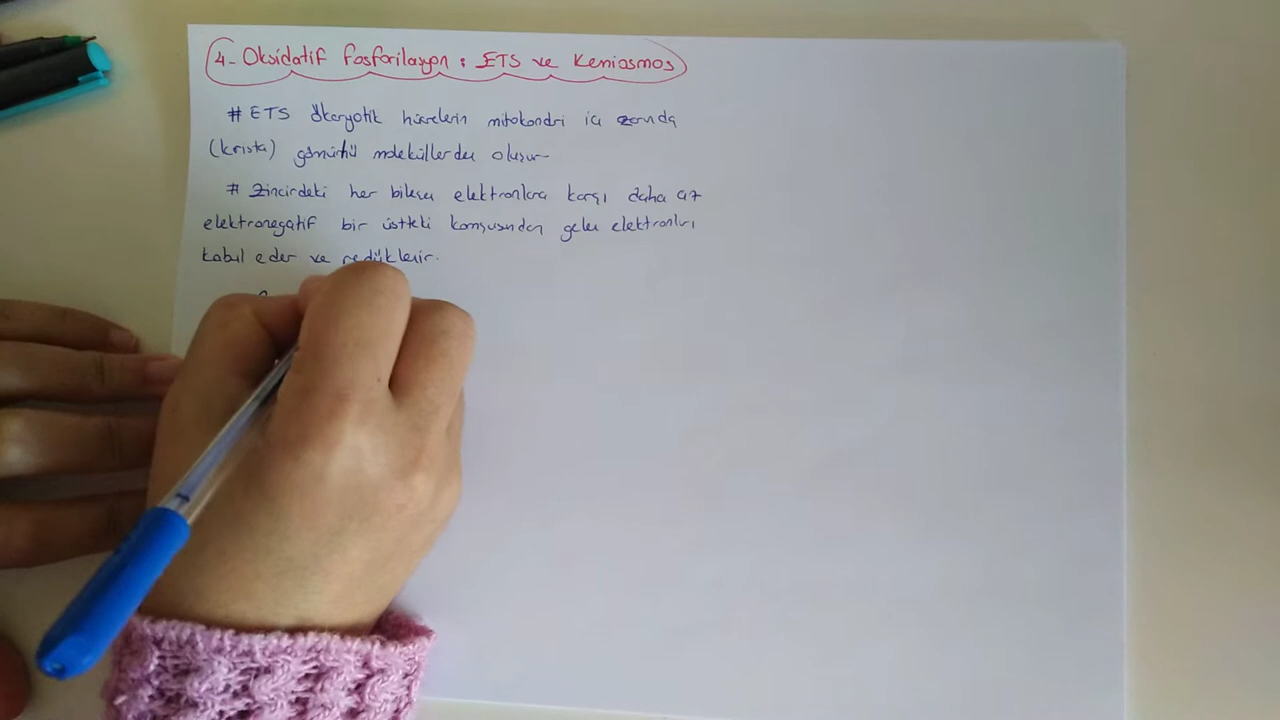 4- Oksidatif fosforilasyon : ETS ve Kemiosmos
# ETS ökaryotik hücrelerin mitokondri iç zarında
(krista) gömülü moleküllerden oluşur
# Zincirdeki her bileşen elektronlara karşı daha az
elektronegatif bir üstteki komşusundan gelen elektronları
kabul eder ve redüklenir.